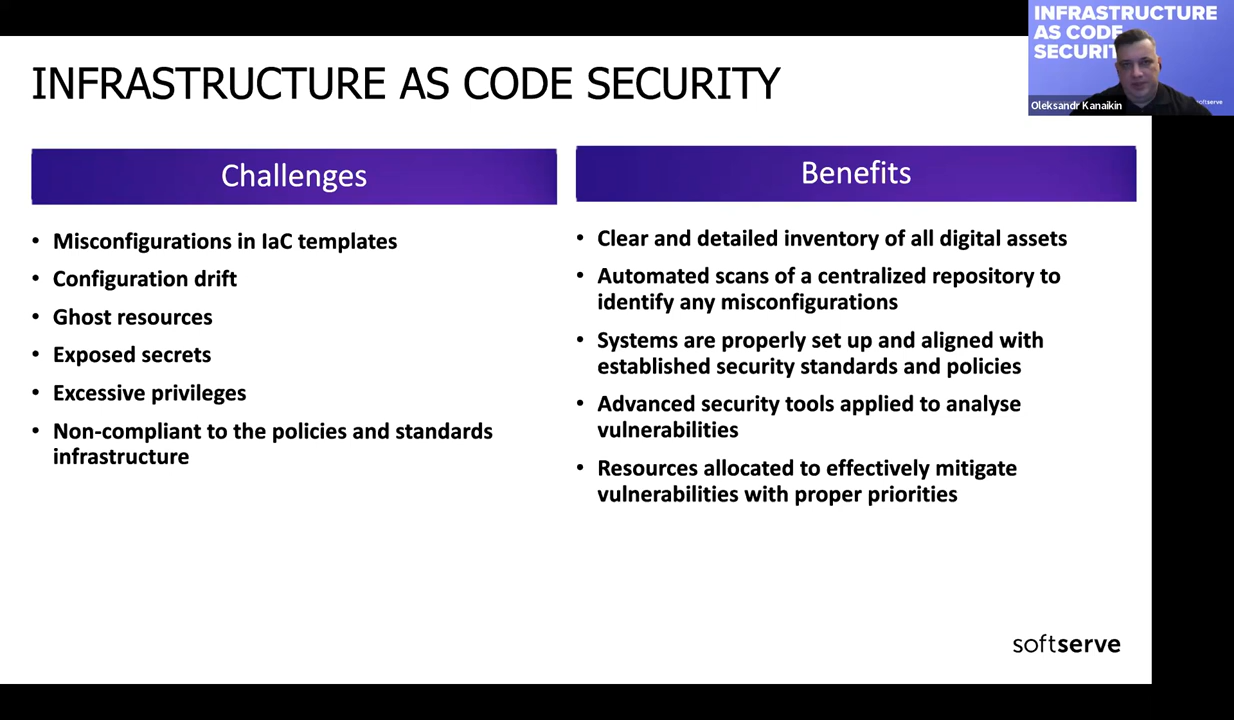 INFRASTRUCTURE AS CODE SECURITY
Challenges
• Misconfigurations in IaC templates
• Configuration drift
• Ghost resources
• Exposed secrets
• Excessive privileges
• Non-compliant to the policies and standards
infrastructure
Benefits
• Clear and detailed inventory of all digital assets
• Automated scans of a centralized repository to
identify any misconfigurations
• Systems are properly set up and aligned with
established security standards and policies
• Advanced security tools applied to analyse
vulnerabilities
• Resources allocated to effectively mitigate
vulnerabilities with proper priorities
softserve
INFRASTRUCTURE
AS CODE
SECURIT
Oleksandr Kanaikin
softserve